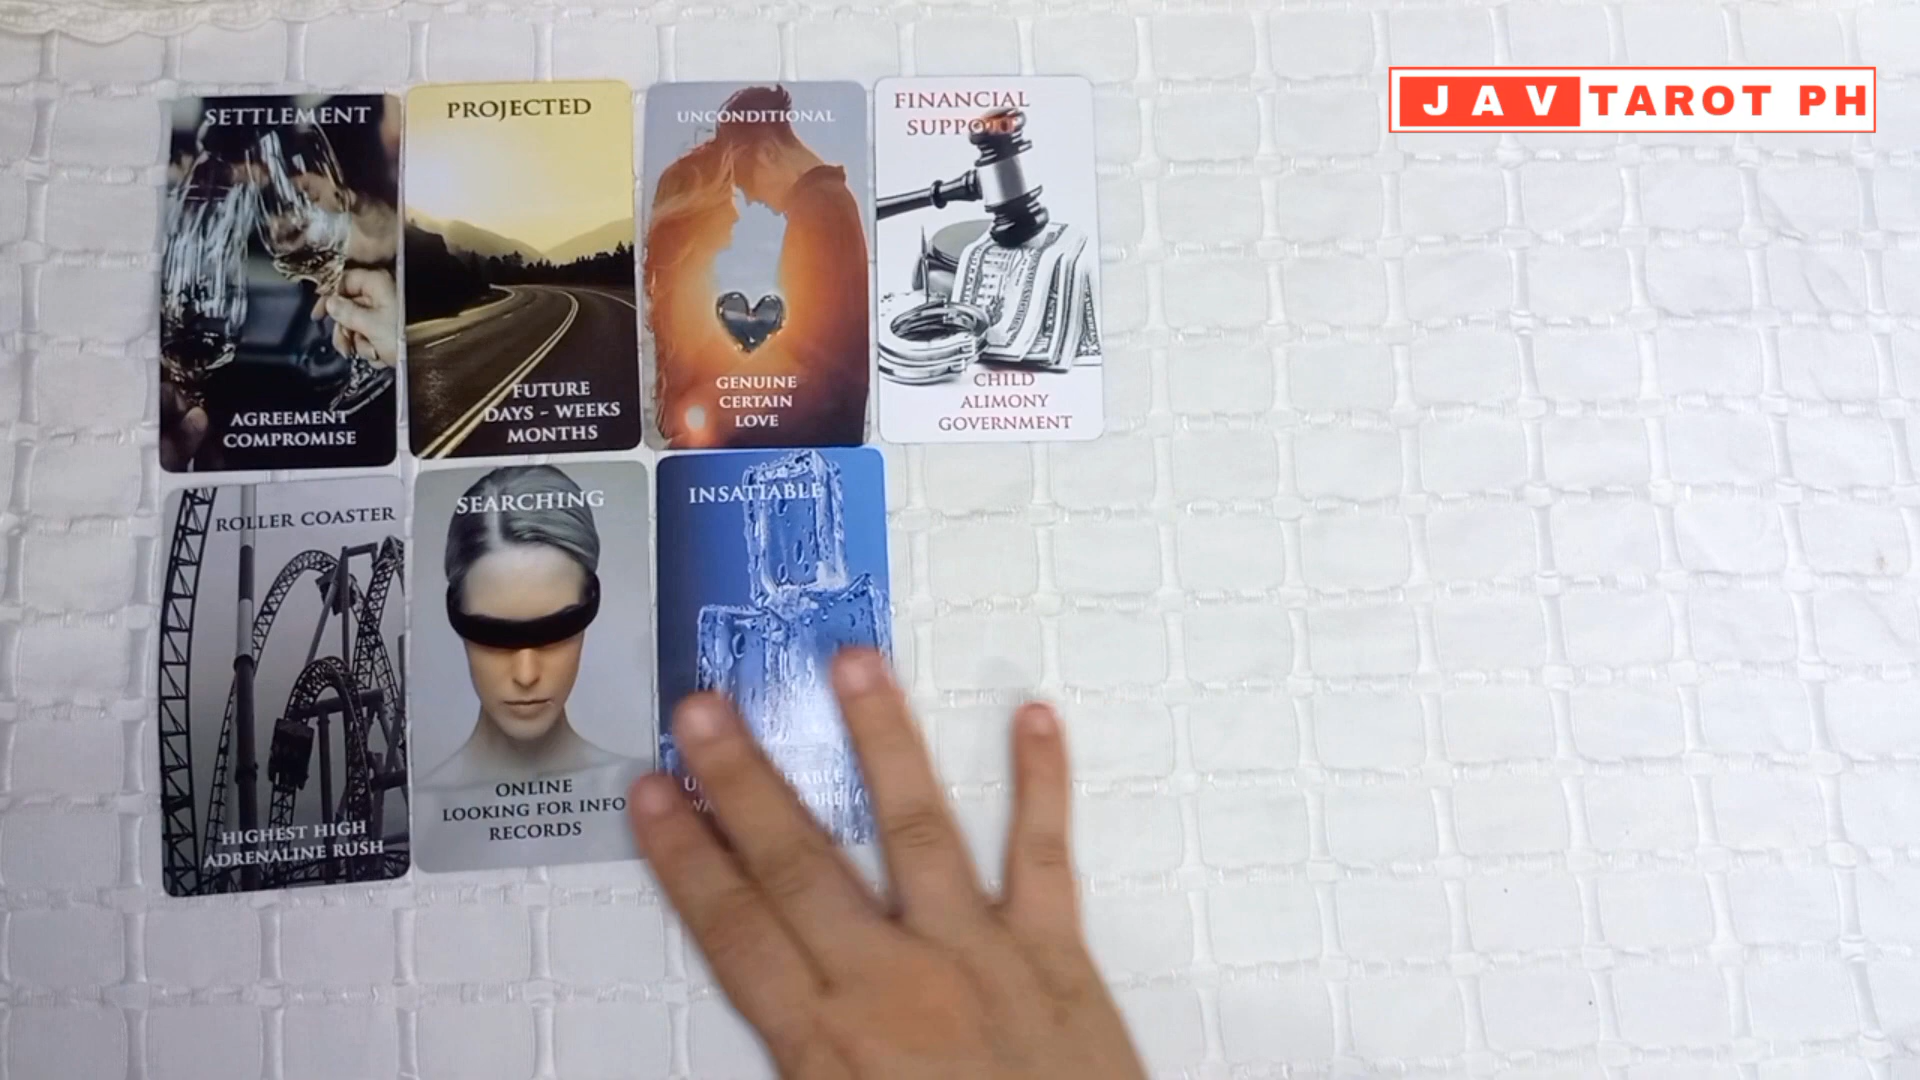 JAV TAROT PH
SETTLEMENT
AGREEMENT
COMPROMISE
PROJECTED
FUTURE
DAYS - WEEKS
MONTHS
UNCONDITIONAL
GENUINE
CERTAIN
LOVE
FINANCIAL
SUPPORT
CHILD
ALIMONY
GOVERNMENT
ROLLER COASTER
HIGHEST HIGH
ADRENALINE RUSH
SEARCHING
ONLINE
LOOKING FOR INFO
RECORDS
INSATIABLE